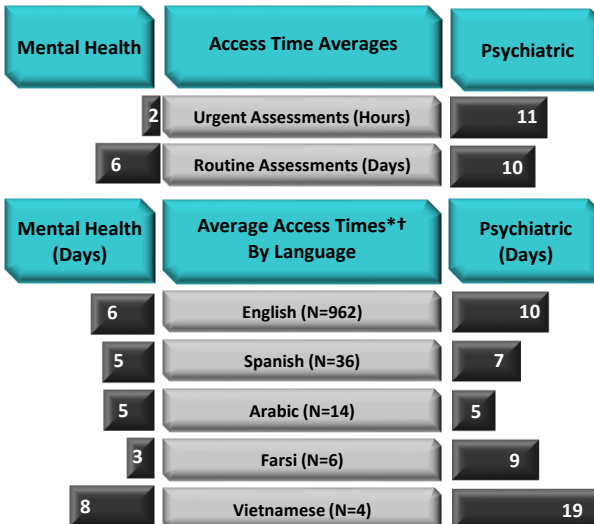 Mental Health
Access Time Averages
Psychiatric
2
Urgent Assessments (Hours)
11
6
Routine Assessments (Days)
10
Mental Health
(Days)
Average Access Times*†
By Language
Psychiatric
(Days)
6
English (N=962)
10
5
Spanish (N=36)
7
5
Arabic (N=14)
5
3
Farsi (N=6)
9
8
Vietnamese (N=4)
19